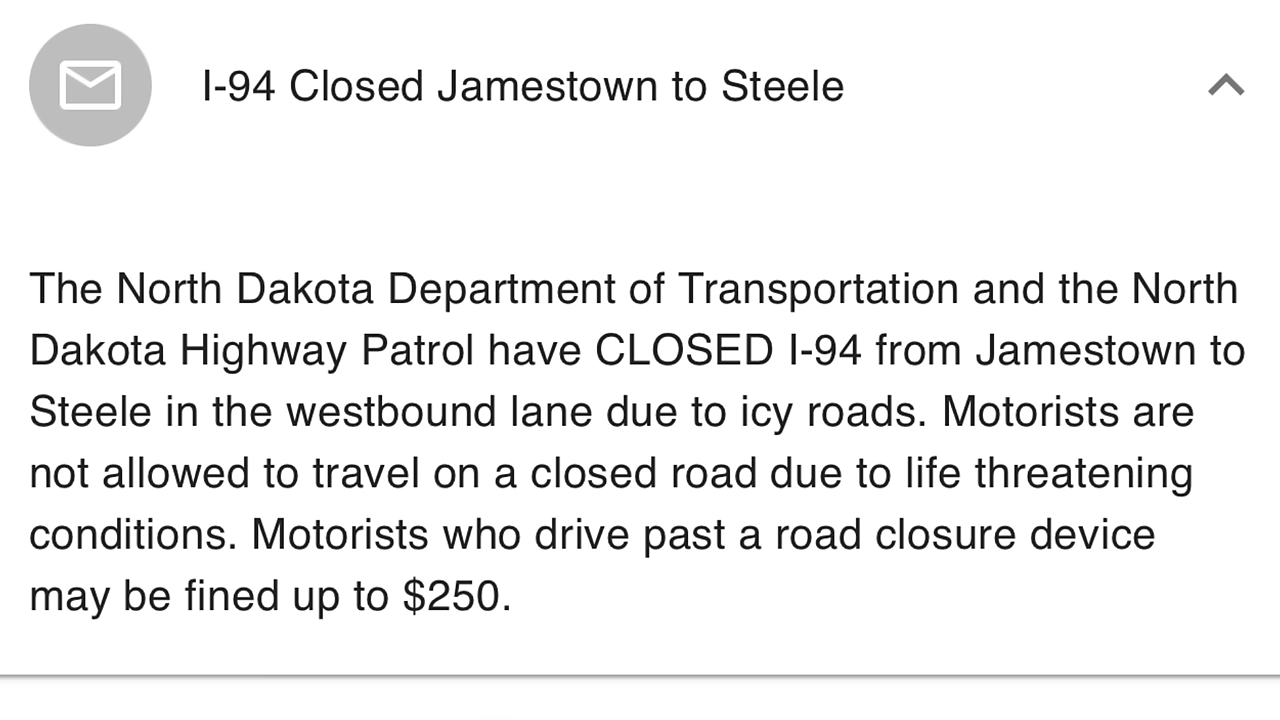 I-94 Closed Jamestown to Steele
The North Dakota Department of Transportation and the North
Dakota Highway Patrol have CLOSED I-94 from Jamestown to
Steele in the westbound lane due to icy roads. Motorists are
not allowed to travel on a closed road due to life threatening
conditions. Motorists who drive past a road closure device
may be fined up to $250.